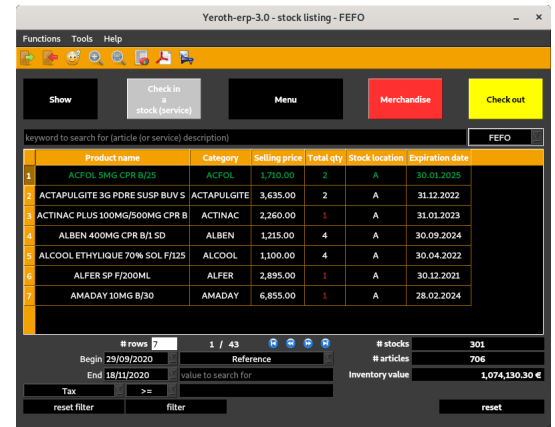 Yeroth-erp-3.0 - stock listing - FEFO
Functions Tools Help
Show
Check in
a
stock (service)
Menu
Merchandise
Check out
keyword to search for (article (or service) description)
FEFO
Product name Category Selling price Total qty Stock location Expiration date
1 ACFOL 5MG CPR B/25 ACFOL 1,710.00 2 A 30.01.2025
2 ACTAPULGITE 3G PDRE SUSP BUV S ACTAPULGITE 3,635.00 2 A 31.12.2022
3 ACTINAC PLUS 100MG/500MG CPR B ACTINAC 2,260.00 1 A 31.01.2023
4 ALBEN 400MG CPR B/1 SD ALBEN 1,215.00 4 A 30.09.2024
5 ALCOOL ETHYLIQUE 70% SOL F/125 ALCOOL 1,100.00 4 A 30.04.2022
6 ALFER SP F/200ML ALFER 2,895.00 1 A 30.12.2021
7 AMADAY 10MG B/30 AMADAY 6,855.00 1 A 28.02.2024
# rows 7 1 / 43 # stocks 301
Begin 29/09/2020 Reference # articles 706
End 18/11/2020 value to search for Inventory value 1,074,130.30 €
Tax >=
reset filter filter reset